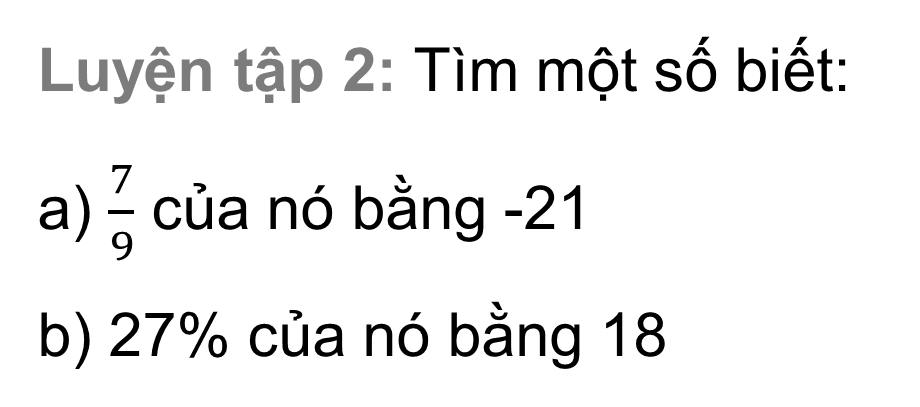 Luyện tập 2: Tìm một số biết:
a) 7/9 của nó bằng -21
b) 27% của nó bằng 18